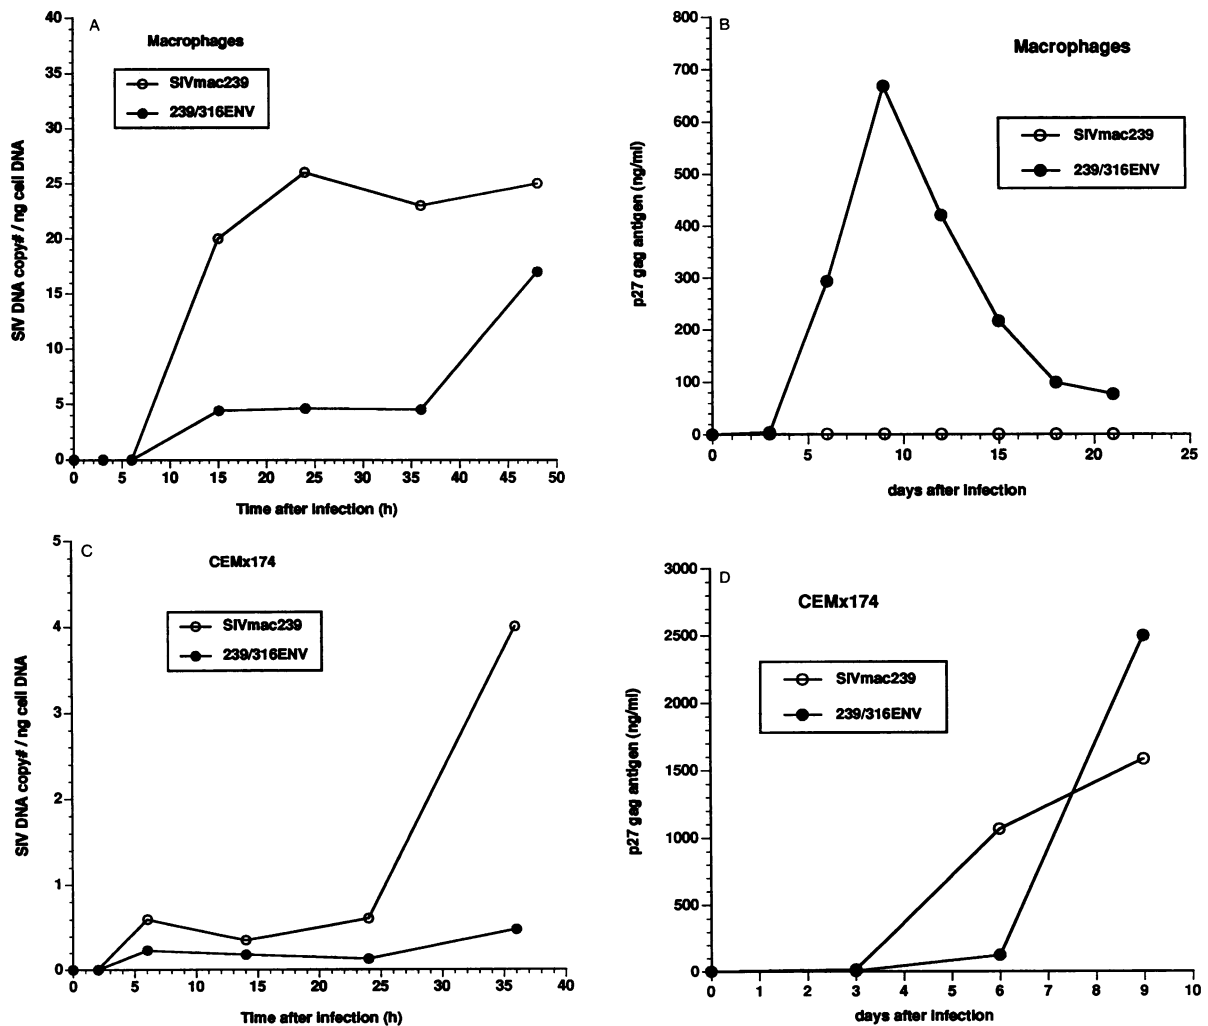 A
Macrophages
SIVmac239
239/316ENV
SIV DNA copy# / ng cell DNA
40
35
30
25
20
15
10
5
0
0 5 10 15 20 25 30 35 40 45 50
Time after infection (h)
B
Macrophages
SIVmac239
239/316ENV
p27 gag antigen (ng/ml)
800
700
600
500
400
300
200
100
0
0 5 10 15 20 25
days after infection
C
CEMx174
SIVmac239
239/316ENV
SIV DNA copy# / ng cell DNA
5
4
3
2
1
0
0 5 10 15 20 25 30 35 40
Time after infection (h)
D
CEMx174
SIVmac239
239/316ENV
p27 gag antigen (ng/ml)
3000
2500
2000
1500
1000
500
0
0 1 2 3 4 5 6 7 8 9 10
days after infection